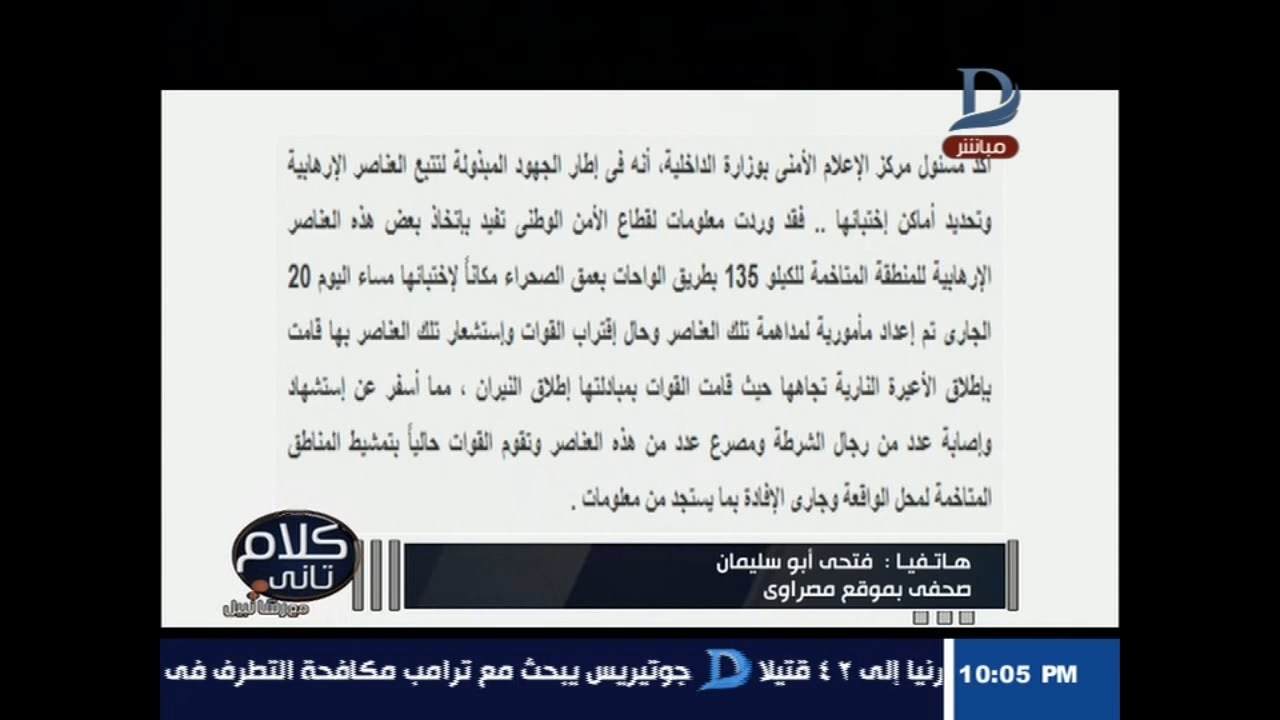 مباشر
أكد مسئول مركز الإعلام الأمنى بوزارة الداخلية، أنه فى إطار الجهود المبذولة لتتبع العناصر الإرهابية
وتحديد أماكن إختبائها .. فقد وردت معلومات لقطاع الأمن الوطنى تفيد بإتخاذ بعض هذه العناصر
الإرهابية للمنطقة المتاخمة للكيلو 135 بطريق الواحات بعمق الصحراء مكاناً لإختبائها مساء اليوم 20
الجارى تم إعداد مأمورية لمداهمة تلك العناصر وحال إقتراب القوات وإستشعار تلك العناصر بها قامت
بإطلاق الأعيرة النارية تجاهها حيث قامت القوات بمبادلتها إطلاق النيران ، مما أسفر عن إستشهاد
وإصابة عدد من رجال الشرطة ومصرع عدد من هذه العناصر وتقوم القوات حالياً بتمشيط المناطق
المتاخمة لمحل الواقعة وجارى الإفادة بما يستجد من معلومات .
هاتفيا : فتحى أبو سليمان
صحفى بموقع مصراوى
كلام
تانى
مع رشا نبيل
رنيا إلى ٤٢ قتيلا جوتيريس يبحث مع ترامب مكافحة التطرف فى
10:05 PM